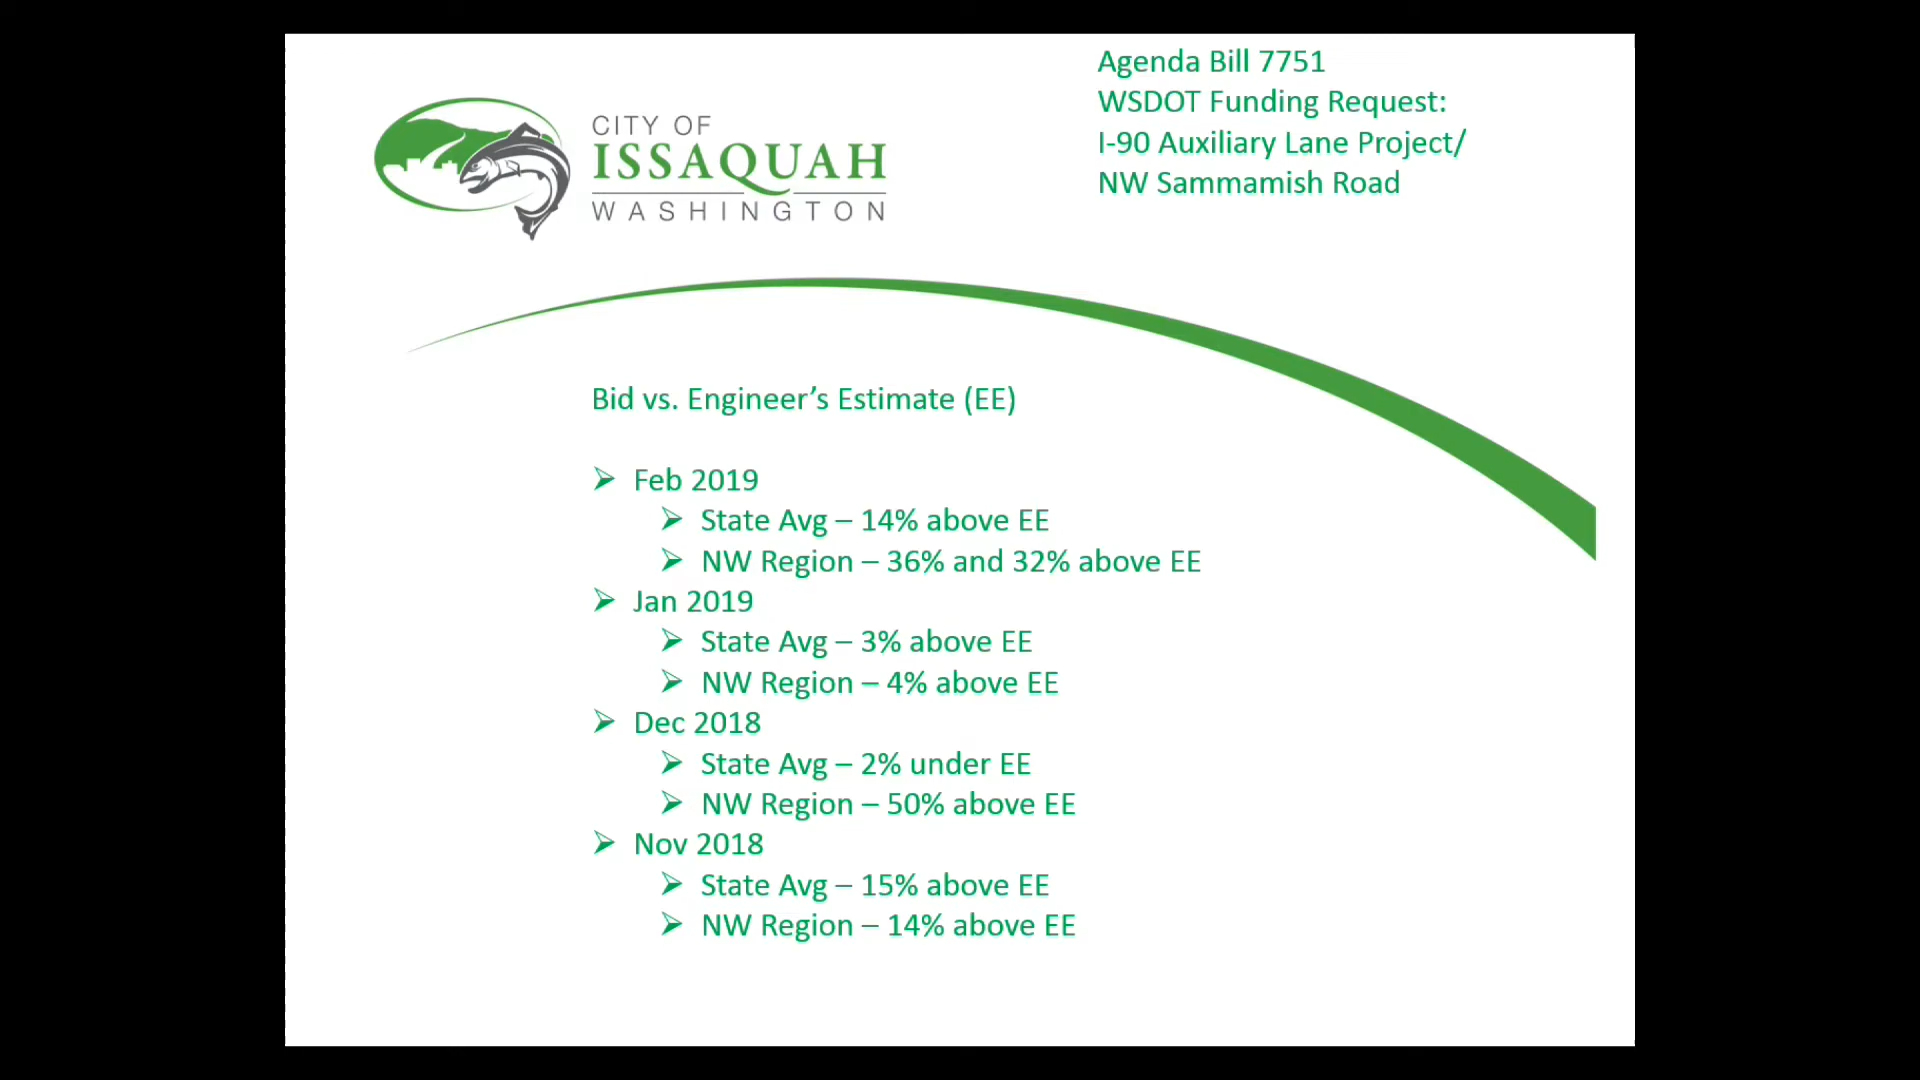 CITY OF
ISSAQUAH
WASHINGTON
Agenda Bill 7751
WSDOT Funding Request:
I-90 Auxiliary Lane Project/
NW Sammamish Road
Bid vs. Engineer’s Estimate (EE)
➢ Feb 2019
➢ State Avg – 14% above EE
➢ NW Region – 36% and 32% above EE
➢ Jan 2019
➢ State Avg – 3% above EE
➢ NW Region – 4% above EE
➢ Dec 2018
➢ State Avg – 2% under EE
➢ NW Region – 50% above EE
➢ Nov 2018
➢ State Avg – 15% above EE
➢ NW Region – 14% above EE